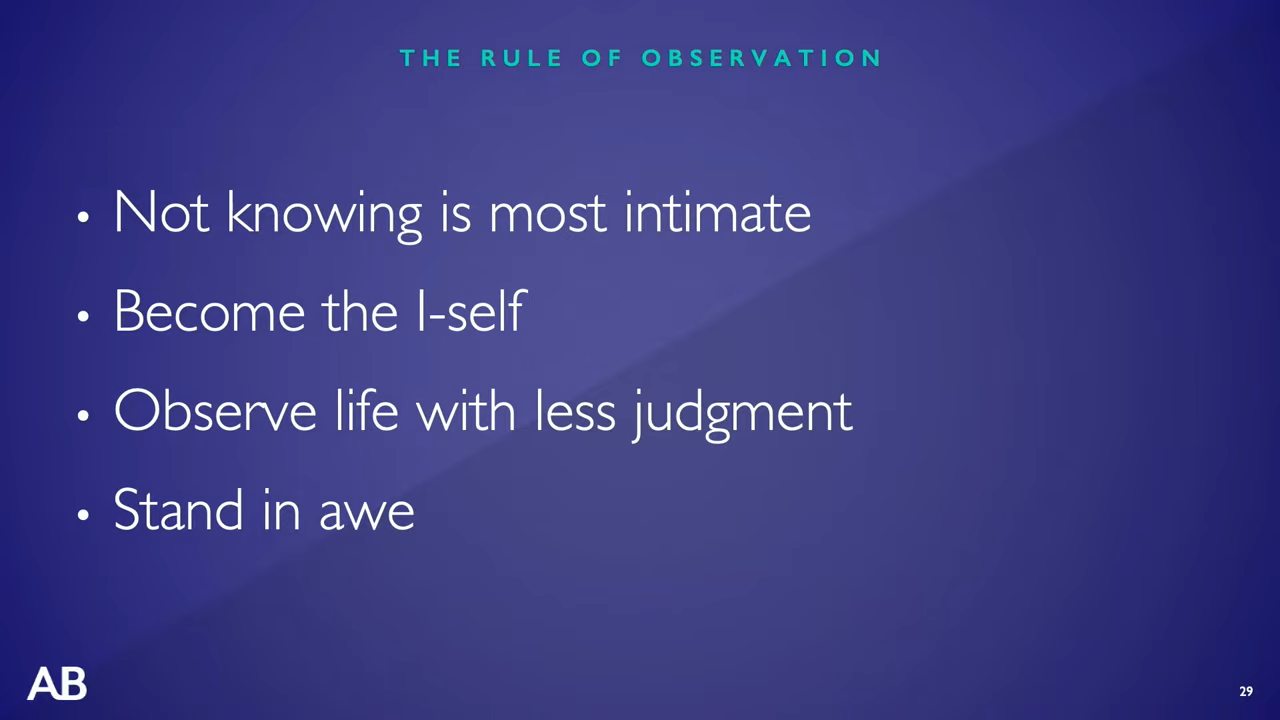 THE RULE OF OBSERVATION
• Not knowing is most intimate
• Become the I-self
• Observe life with less judgment
• Stand in awe
AB
29